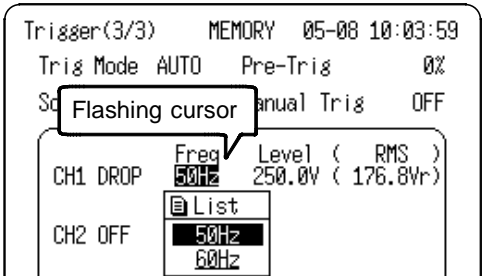 Trigger(3/3) MEMORY 05-08 10:03:59
Trig Mode AUTO Pre-Trig 0%
Flashing cursor
Trig OFF
Freq Level ( RMS )
CH1 DROP 50Hz 250.0V ( 176.8Vr)
List
CH2 OFF 50Hz
60Hz